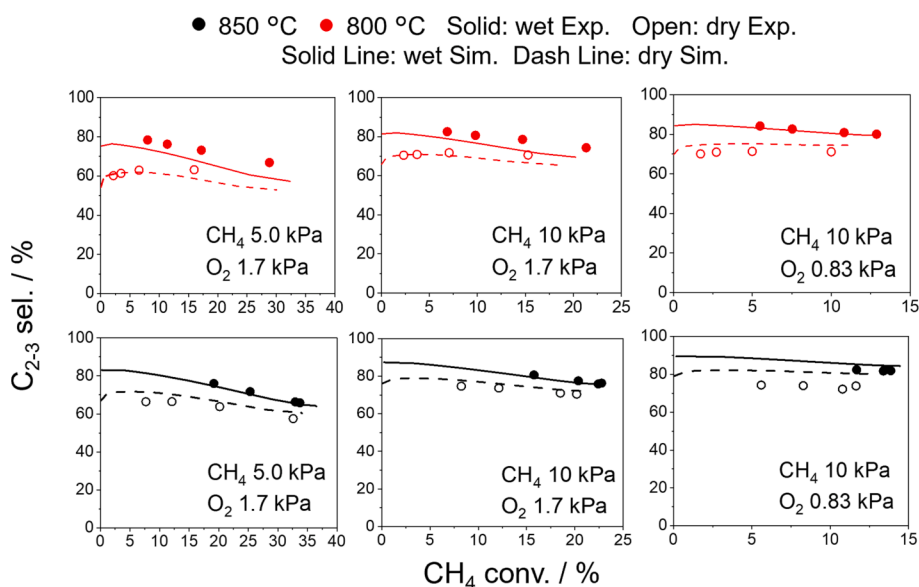 ● 850 °C ● 800 °C Solid: wet Exp. Open: dry Exp.
Solid Line: wet Sim. Dash Line: dry Sim.
C2-3 sel. / %
100
80
60
40
20
0
0 5 10 15 20 25 30 35 40
CH4 5.0 kPa
O2 1.7 kPa
100
80
60
40
20
0
0 5 10 15 20 25
CH4 10 kPa
O2 1.7 kPa
100
80
60
40
20
0
0 5 10 15
CH4 10 kPa
O2 0.83 kPa
100
80
60
40
20
0
0 5 10 15 20 25 30 35 40
CH4 5.0 kPa
O2 1.7 kPa
100
80
60
40
20
0
0 5 10 15 20 25
CH4 10 kPa
O2 1.7 kPa
100
80
60
40
20
0
0 5 10 15
CH4 10 kPa
O2 0.83 kPa
CH4 conv. / %